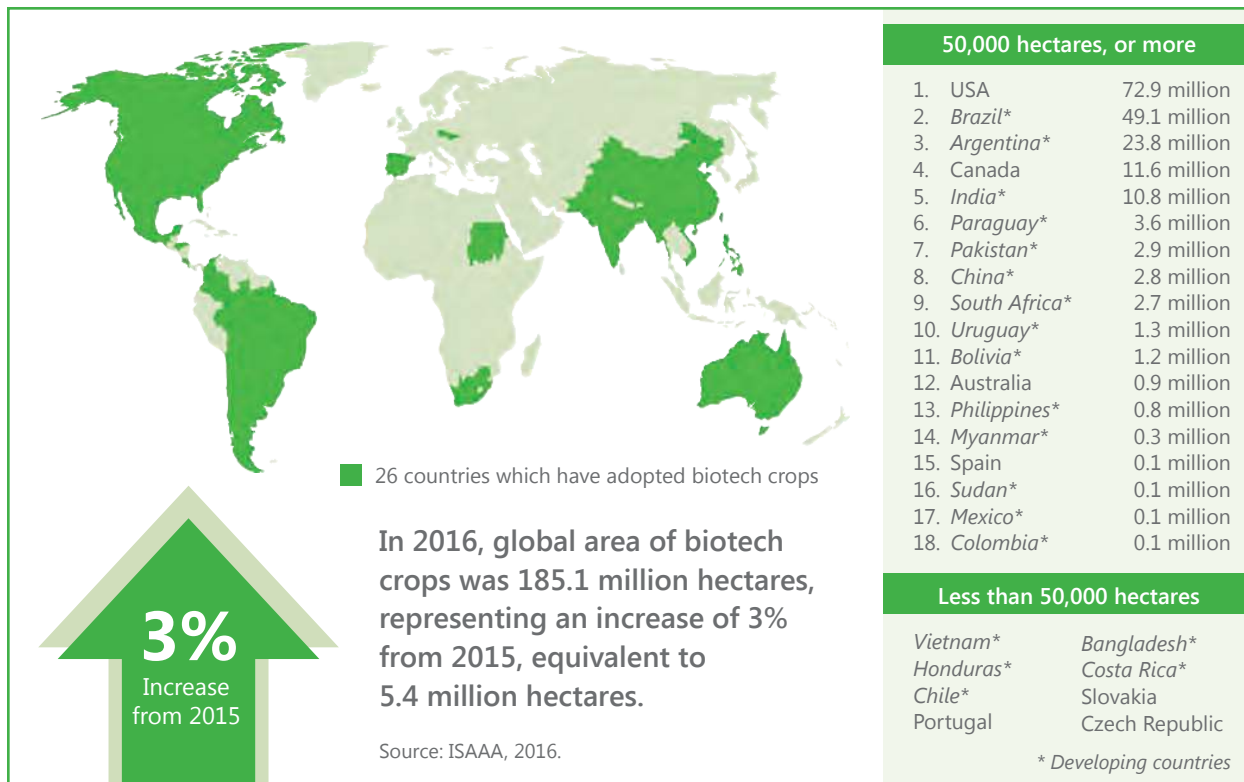 26 countries which have adopted biotech crops
3%
Increase
from 2015
In 2016, global area of biotech
crops was 185.1 million hectares,
representing an increase of 3%
from 2015, equivalent to
5.4 million hectares.
Source: ISAAA, 2016.
50,000 hectares, or more
1. USA 72.9 million
2. Brazil* 49.1 million
3. Argentina* 23.8 million
4. Canada 11.6 million
5. India* 10.8 million
6. Paraguay* 3.6 million
7. Pakistan* 2.9 million
8. China* 2.8 million
9. South Africa* 2.7 million
10. Uruguay* 1.3 million
11. Bolivia* 1.2 million
12. Australia 0.9 million
13. Philippines* 0.8 million
14. Myanmar* 0.3 million
15. Spain 0.1 million
16. Sudan* 0.1 million
17. Mexico* 0.1 million
18. Colombia* 0.1 million
Less than 50,000 hectares
Vietnam* Bangladesh*
Honduras* Costa Rica*
Chile* Slovakia
Portugal Czech Republic
* Developing countries